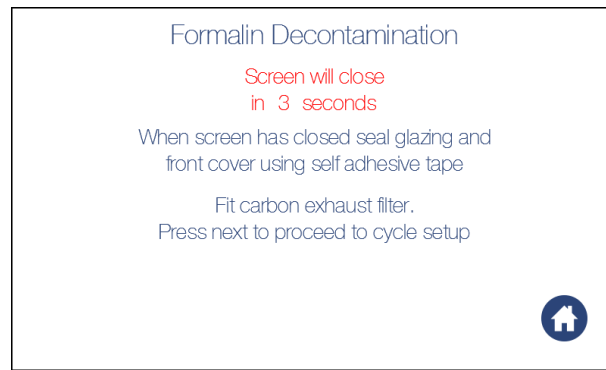 Formalin Decontamination
Screen will close
in 3 seconds
When screen has closed seal glazing and
front cover using self adhesive tape
Fit carbon exhaust filter.
Press next to proceed to cycle setup